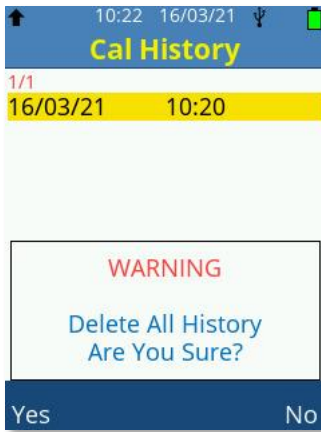 10:22 16/03/21
Cal History
1/1
16/03/21 10:20
WARNING
Delete All History
Are You Sure?
Yes No